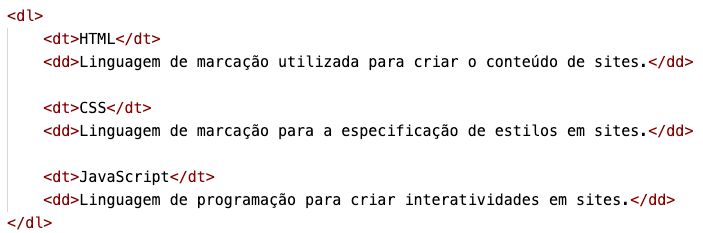 <dl>
    <dt>HTML</dt>
    <dd>Linguagem de marcação utilizada para criar o conteúdo de sites.</dd>

    <dt>CSS</dt>
    <dd>Linguagem de marcação para a especificação de estilos em sites.</dd>

    <dt>JavaScript</dt>
    <dd>Linguagem de programação para criar interatividades em sites.</dd>
</dl>